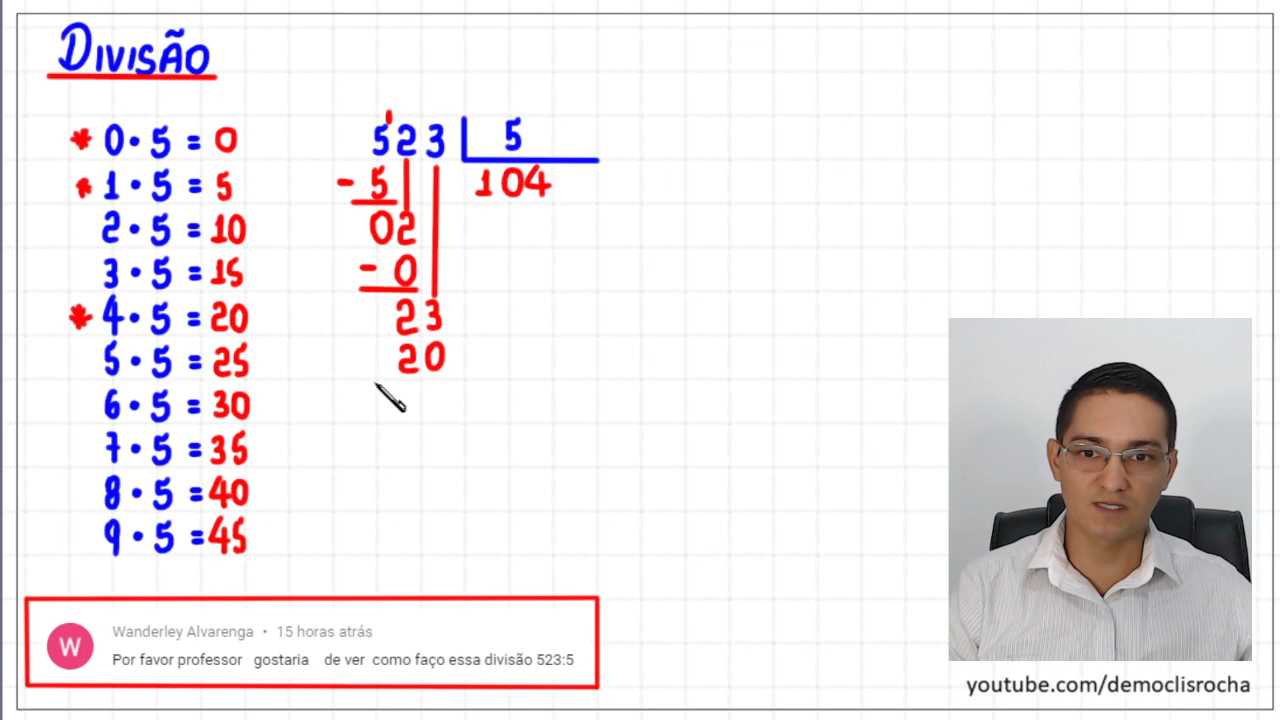 DIVISÃO
* 0 · 5 = 0
* 1 · 5 = 5
2 · 5 = 10
3 · 5 = 15
* 4 · 5 = 20
5 · 5 = 25
6 · 5 = 30
7 · 5 = 35
8 · 5 = 40
9 · 5 = 45
523 5
- 5 104
02
- 0
23
20
W
Wanderley Alvarenga • 15 horas atrás
Por favor professor gostaria de ver como faço essa divisão 523:5
youtube.com/democlisrocha